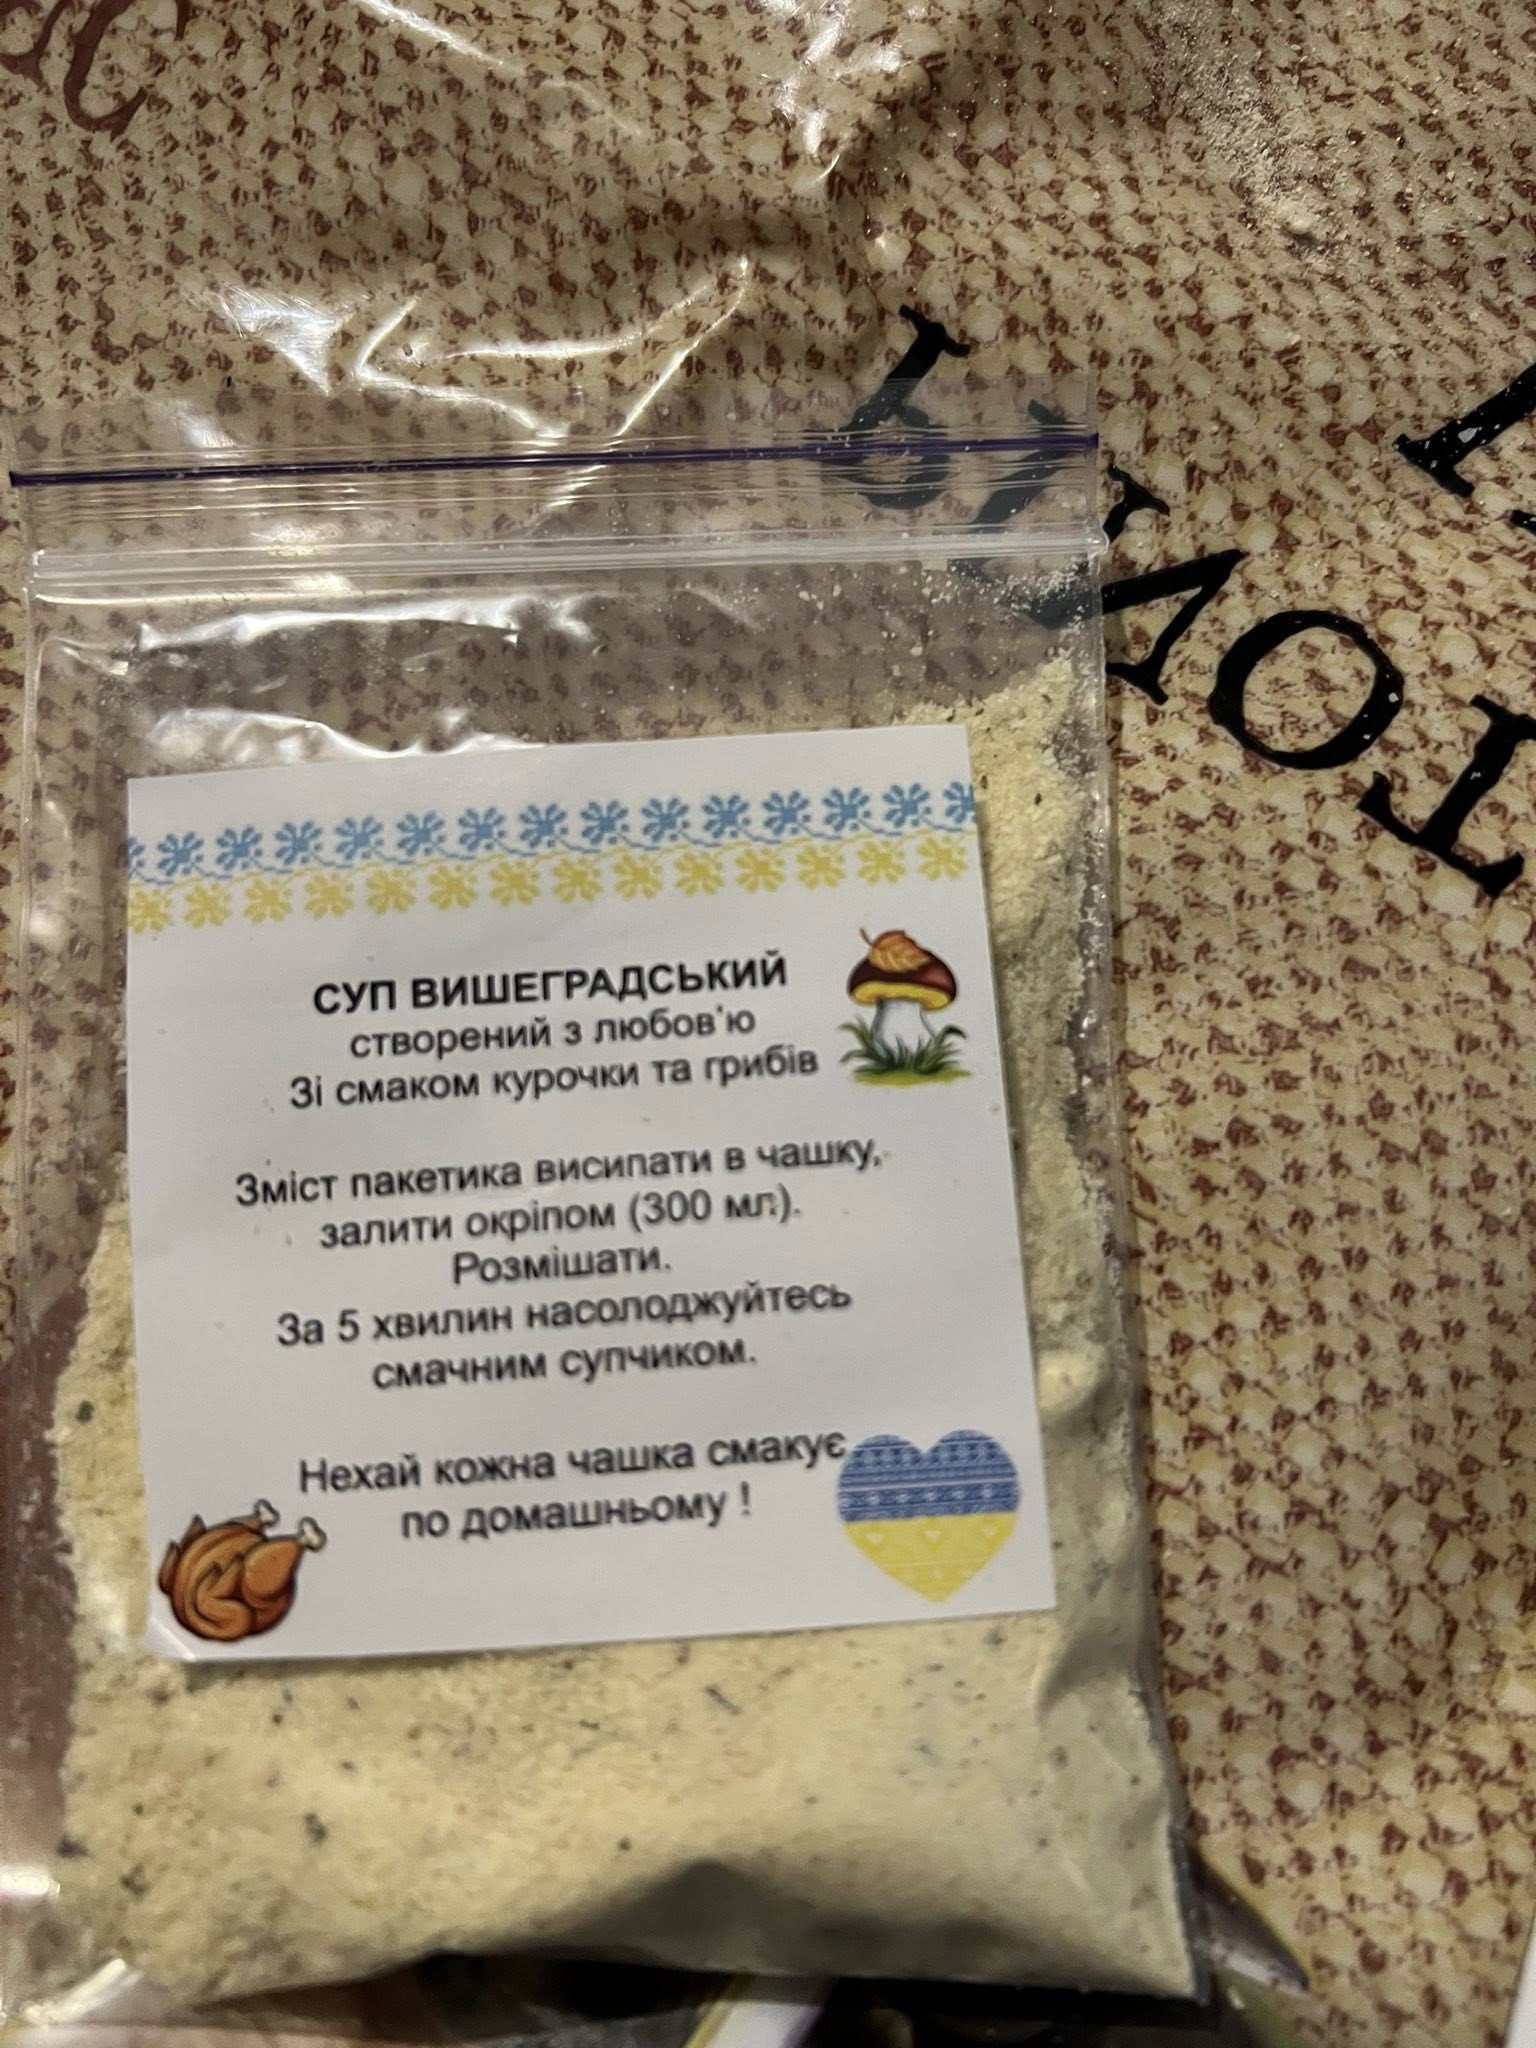 СУП ВИШЕГРАДСЬКИЙ
створений з любов'ю
Зі смаком курочки та грибів
Зміст пакетика висипати в чашку,
залити окріпом (300 мл).
Розмішати.
За 5 хвилин насолоджуйтесь
смачним супчиком.
Нехай кожна чашка смакує
по домашньому !